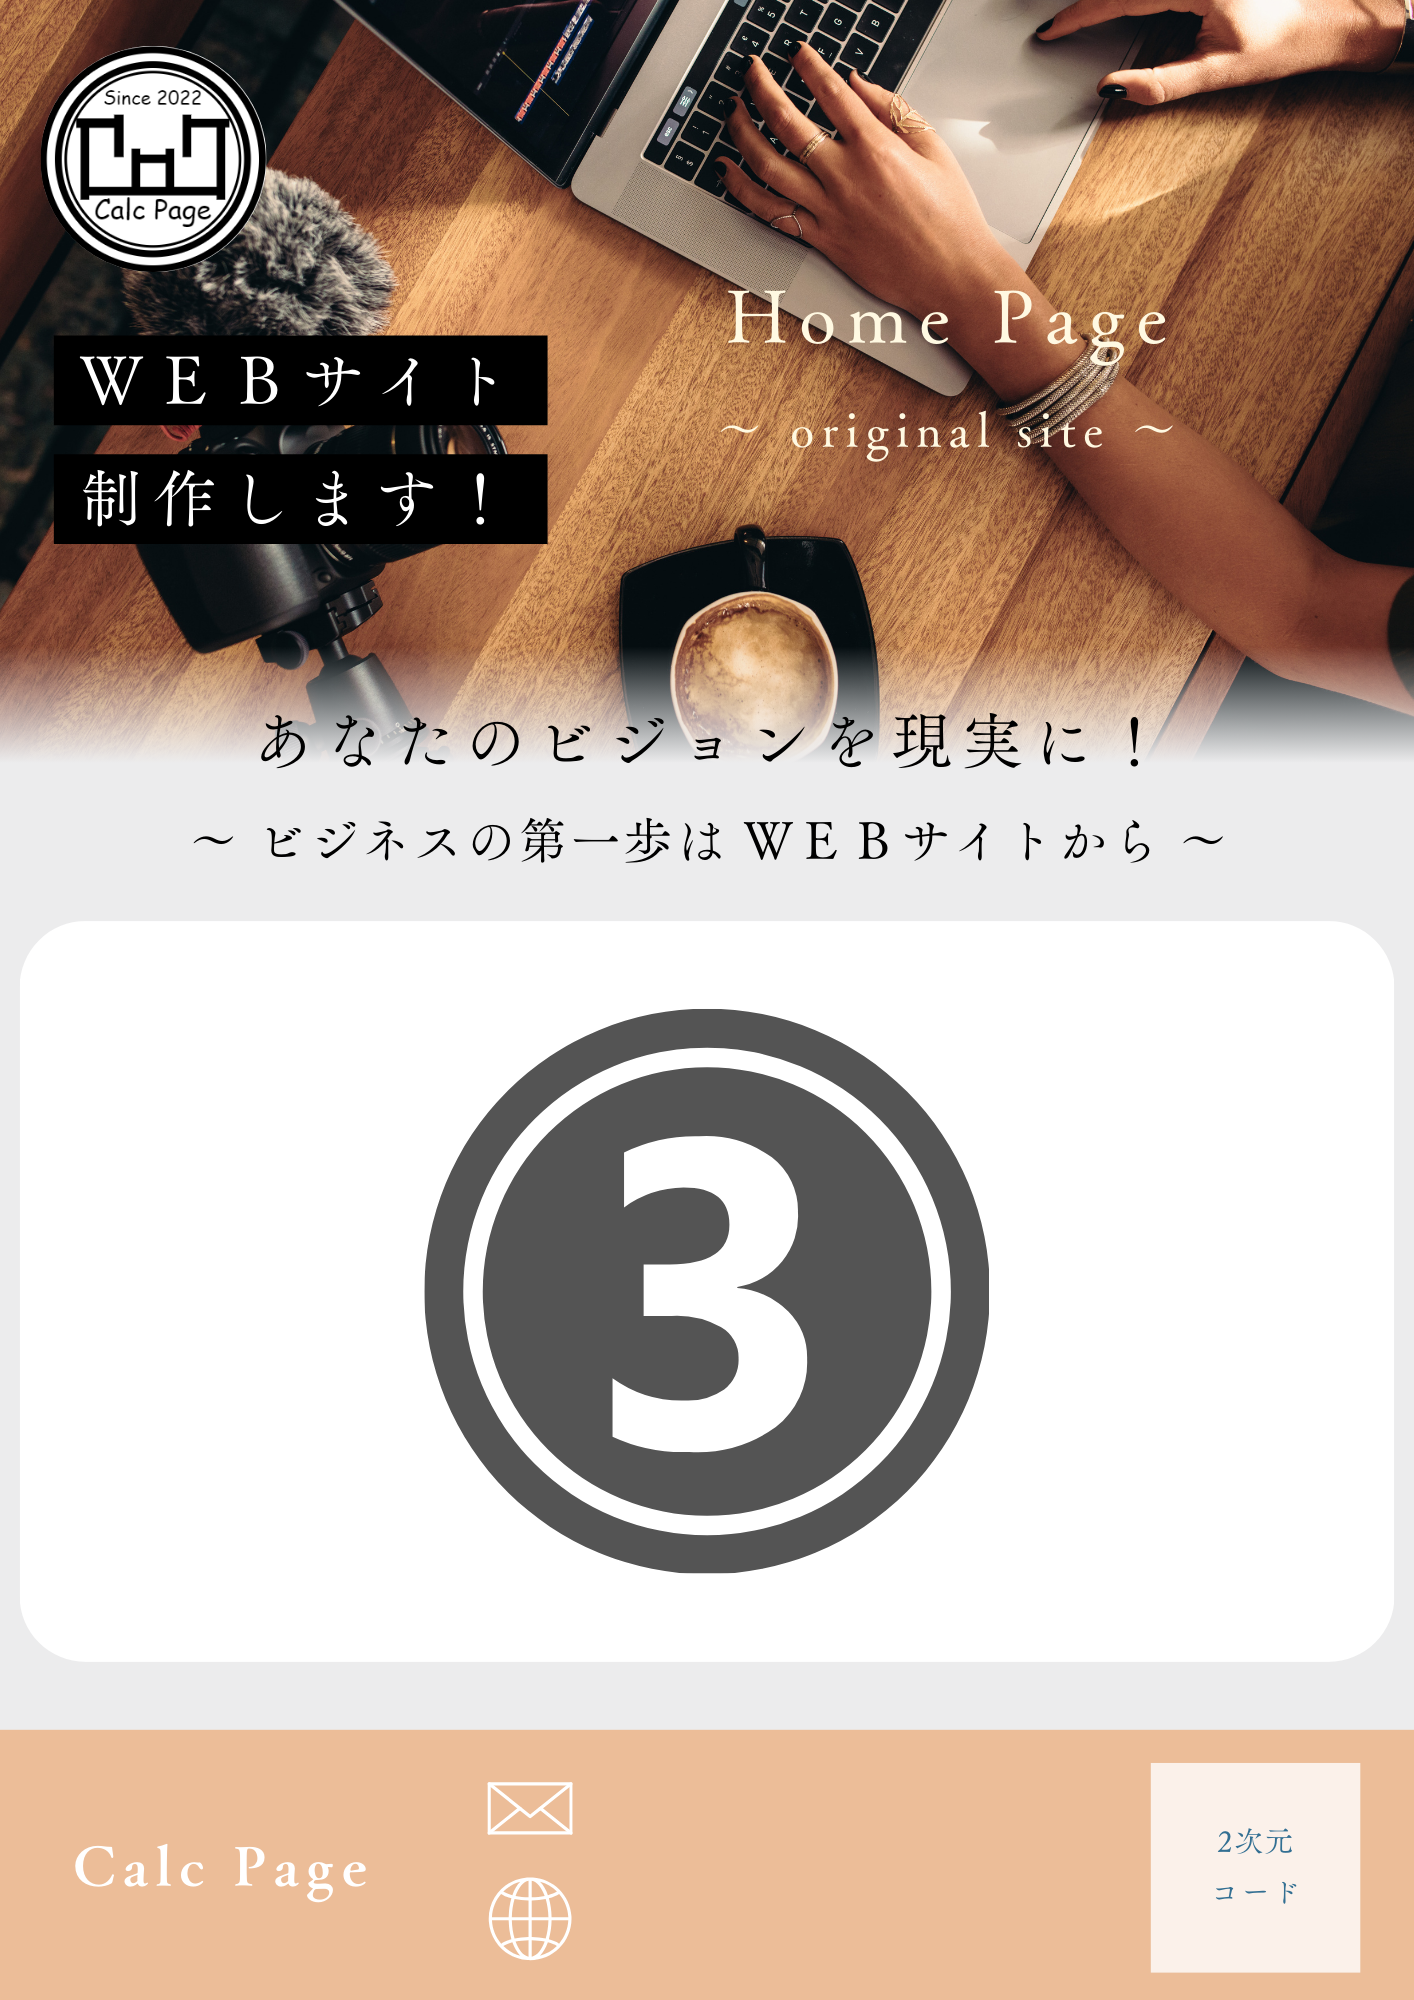 Since 2022
Calc Page
Home Page
～ original site ～
WEBサイト
制作します！
あなたのビジョンを現実に！
～ ビジネスの第一歩はWEBサイトから ～
3
Calc Page
2次元
コード